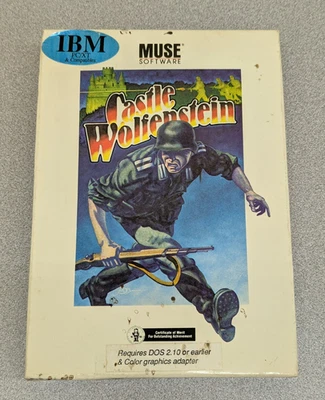 IBM
PC/XT
& Compatibles
MUSE
SOFTWARE
Castle
Wolfenstein
Certificate of Merit
For Outstanding Achievement
Requires DOS 2.10 or earlier
& Color graphics adapter